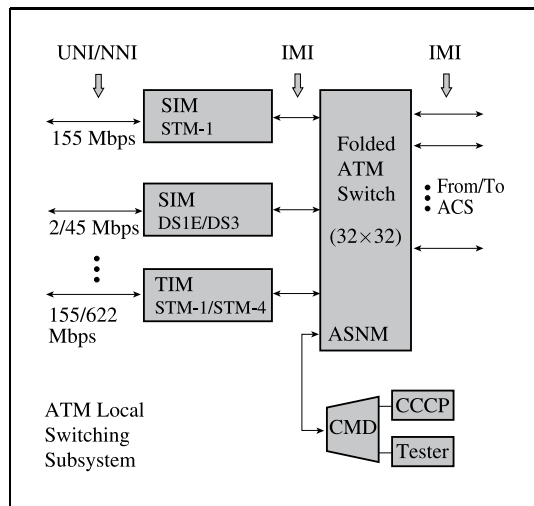 UNI/NNI
IMI
IMI
SIM
STM-1
155 Mbps
Folded
ATM
Switch
(32×32)
From/To
ACS
SIM
DS1E/DS3
2/45 Mbps
TIM
STM-1/STM-4
155/622
Mbps
ASNM
ATM Local
Switching
Subsystem
CMD
CCCP
Tester